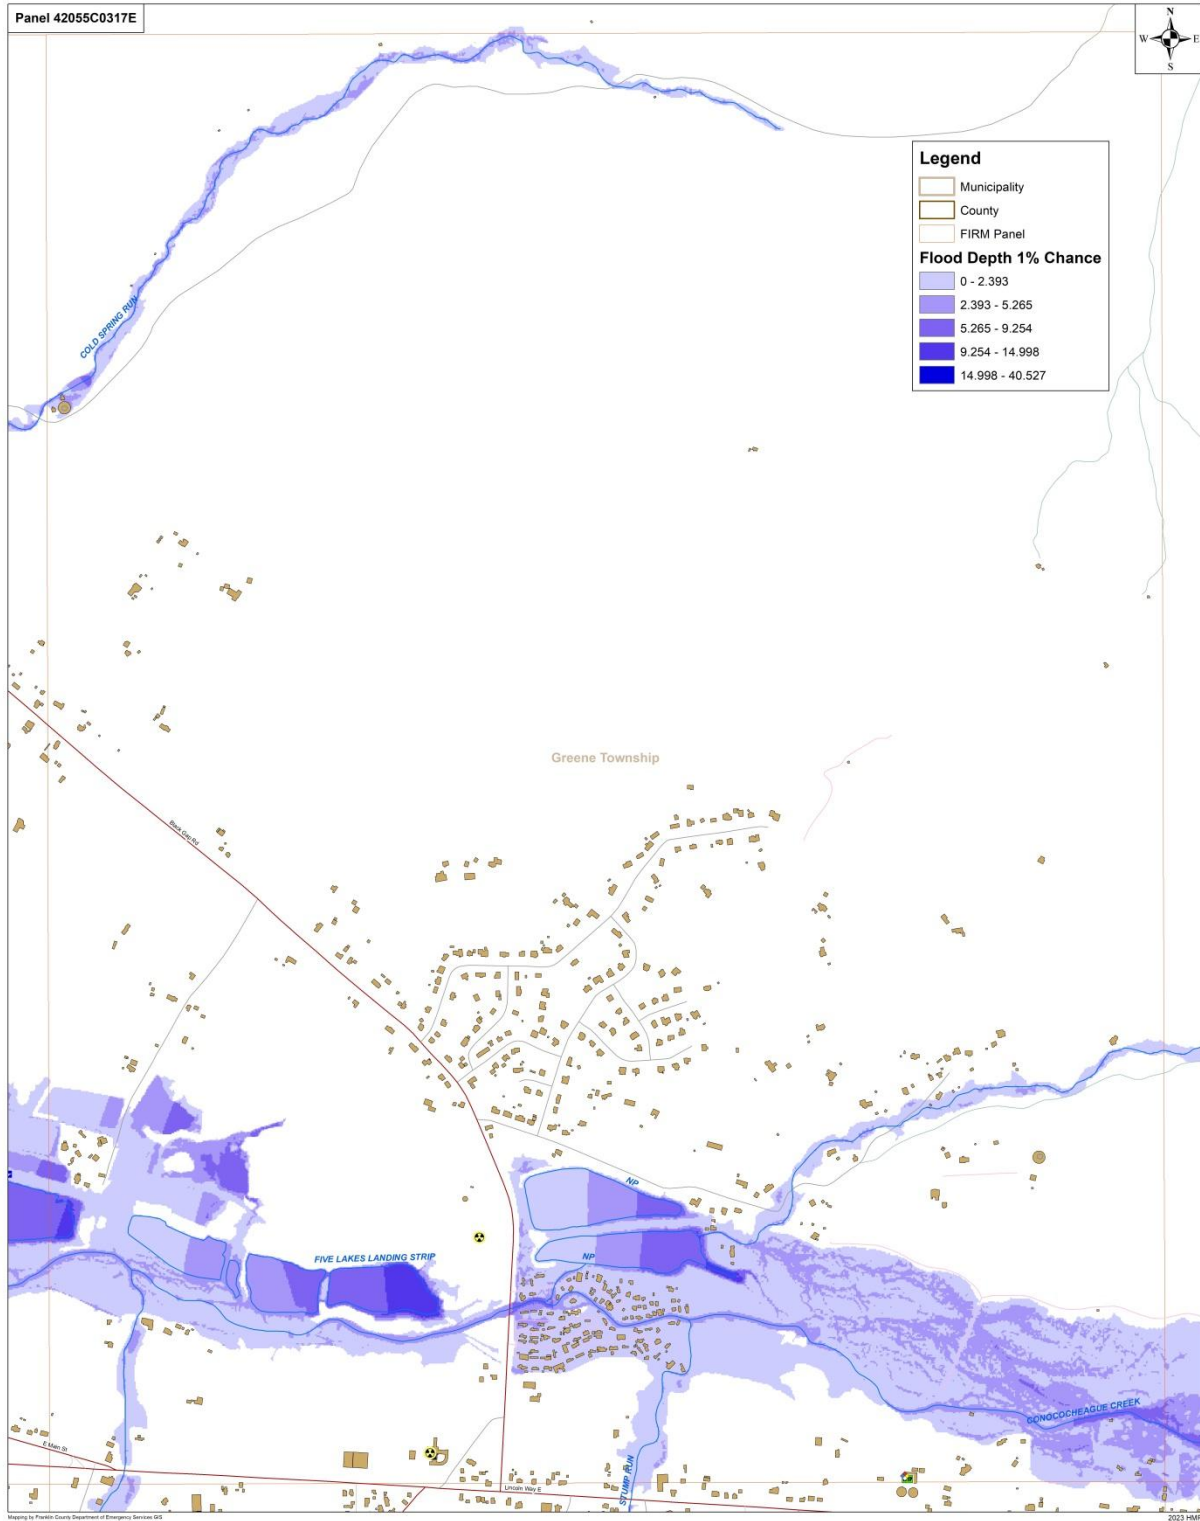 Panel 42055C0317E
N
W E
S
Legend
Municipality
County
FIRM Panel
Flood Depth 1% Chance
0 - 2.393
2.393 - 5.265
5.265 - 9.254
9.254 - 14.998
14.998 - 40.527
COLD SPRING RUN
Greene Township
Black Gap Rd
NP
NP
FIVE LAKES LANDING STRIP
CONOCOCHEAGUE CREEK
E Main St
STUMP RUN
Lincoln Way E
Mapping by Franklin County Department of Emergency Services GIS
2023 HMP